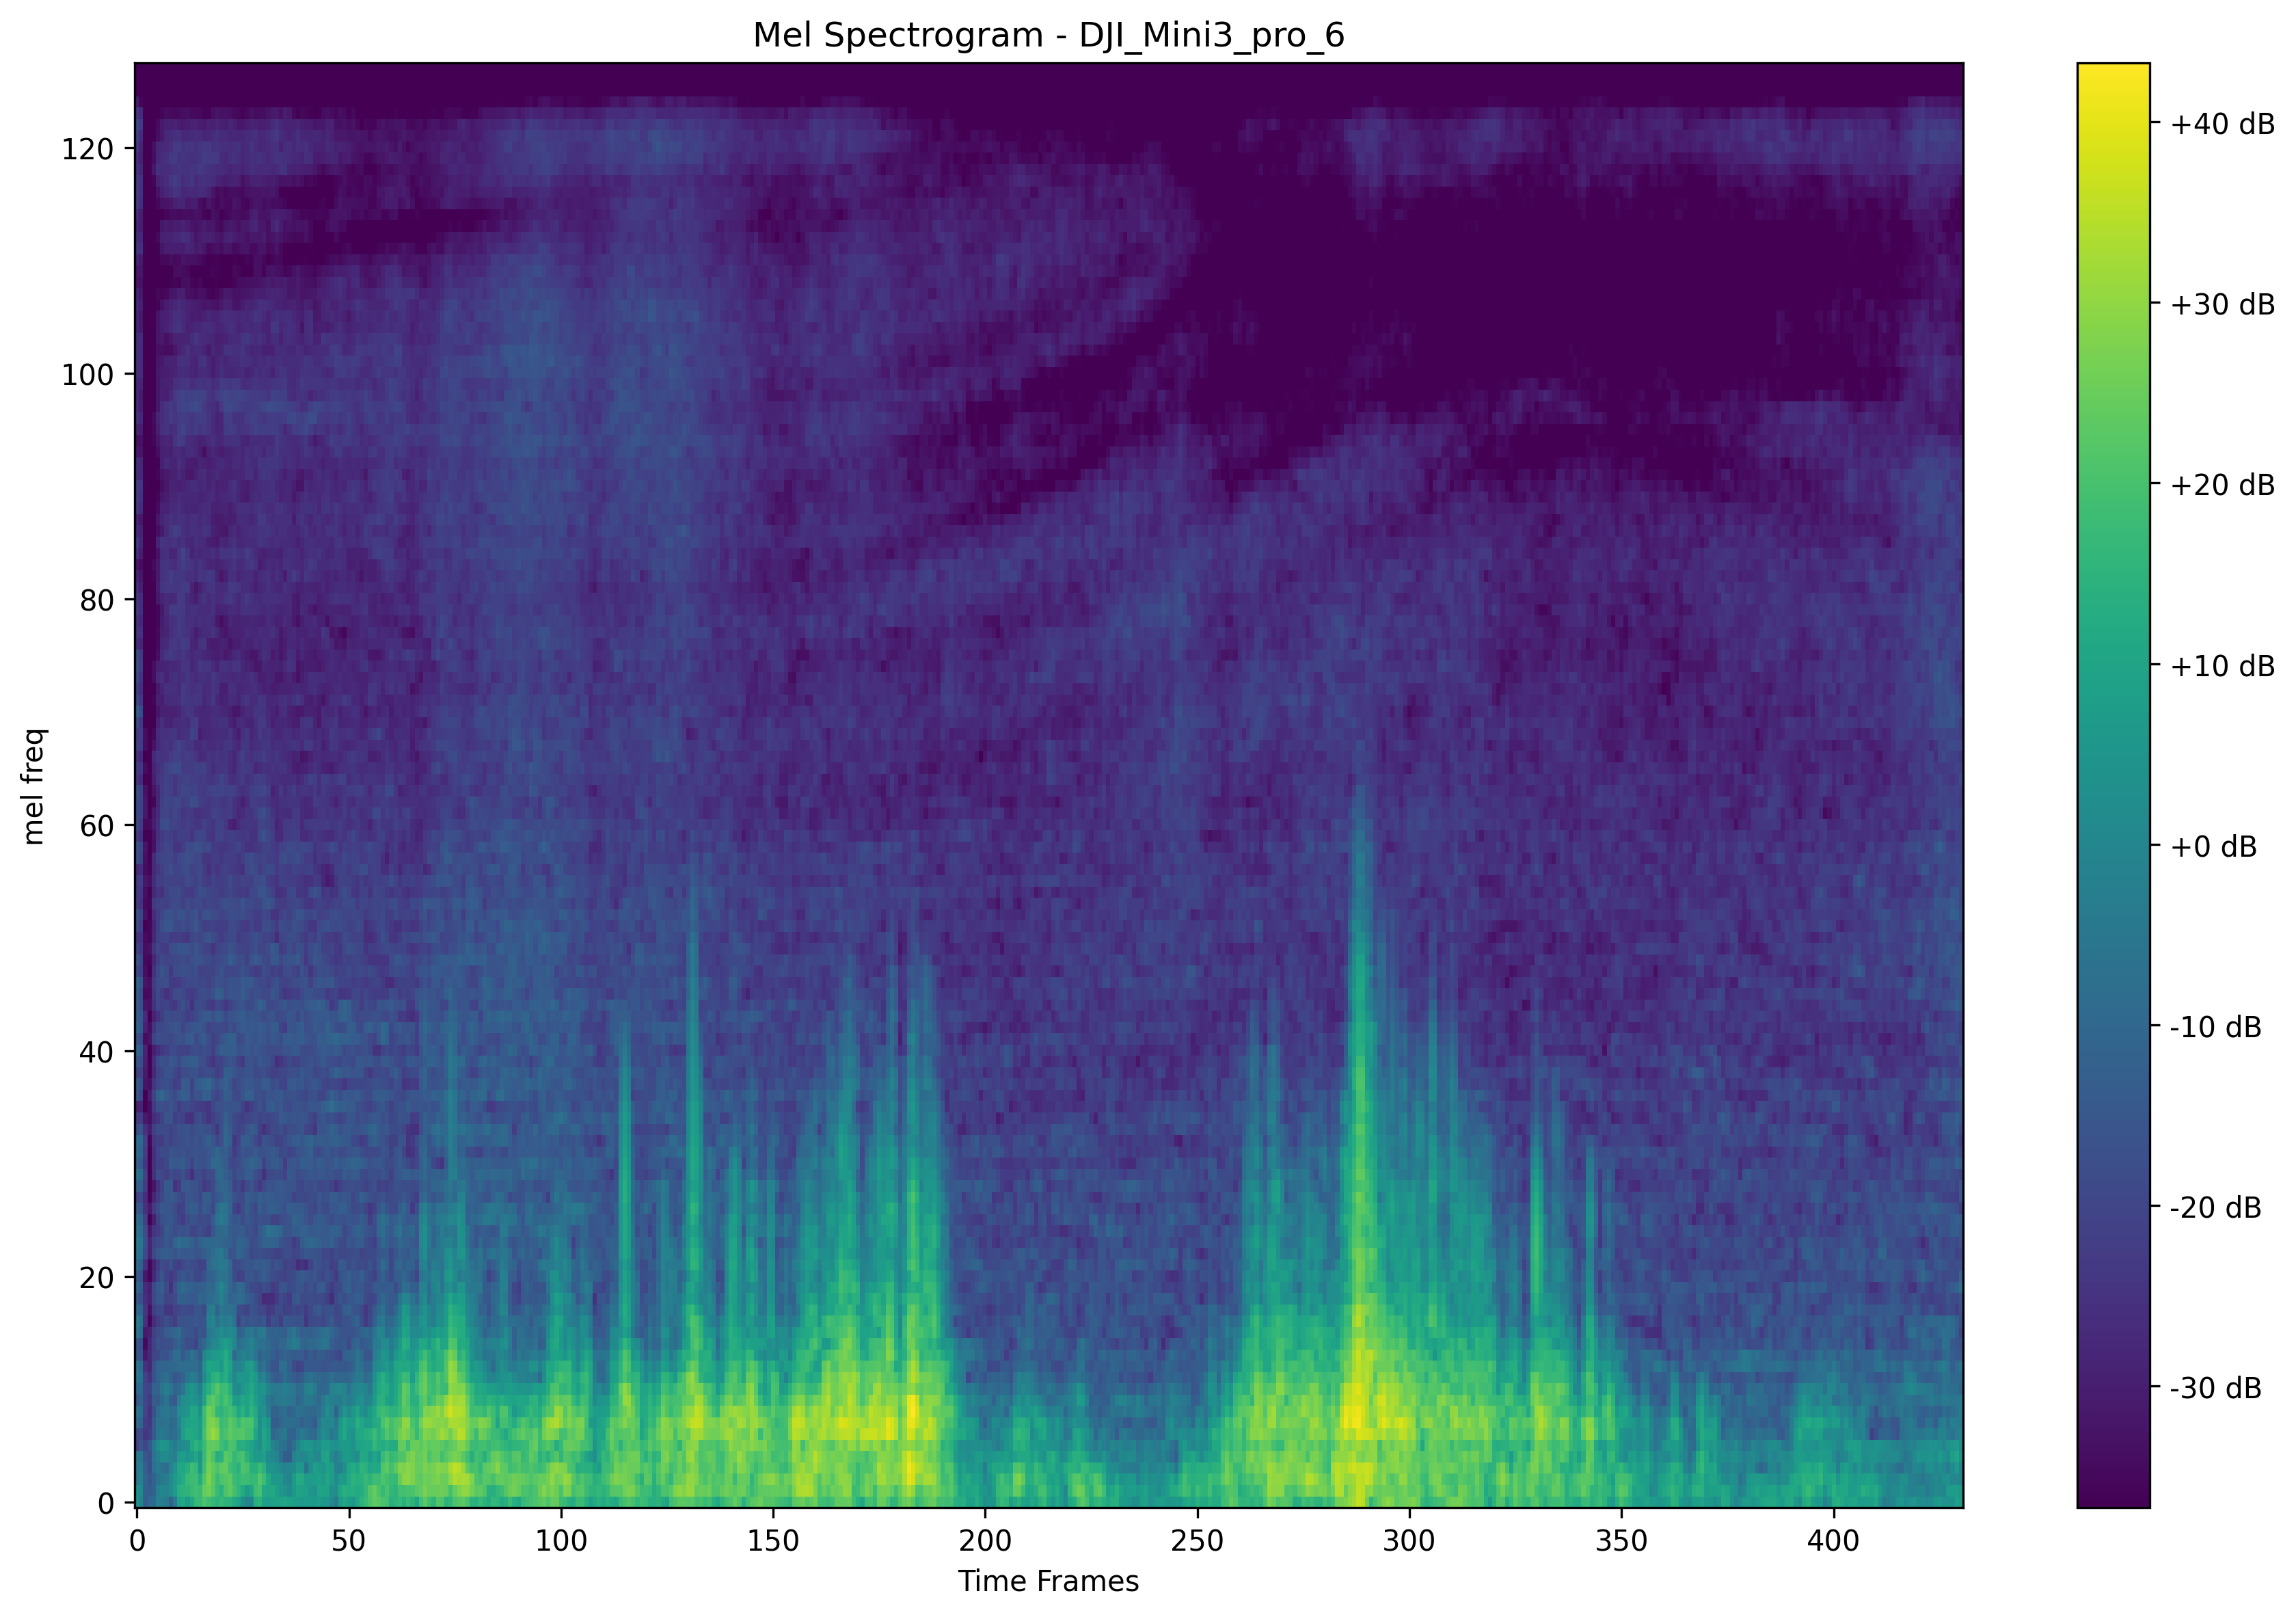 Mel Spectrogram - DJI_Mini3_pro_6
mel freq
120
100
80
60
40
20
0
0 50 100 150 200 250 300 350 400
Time Frames
+40 dB
+30 dB
+20 dB
+10 dB
+0 dB
-10 dB
-20 dB
-30 dB